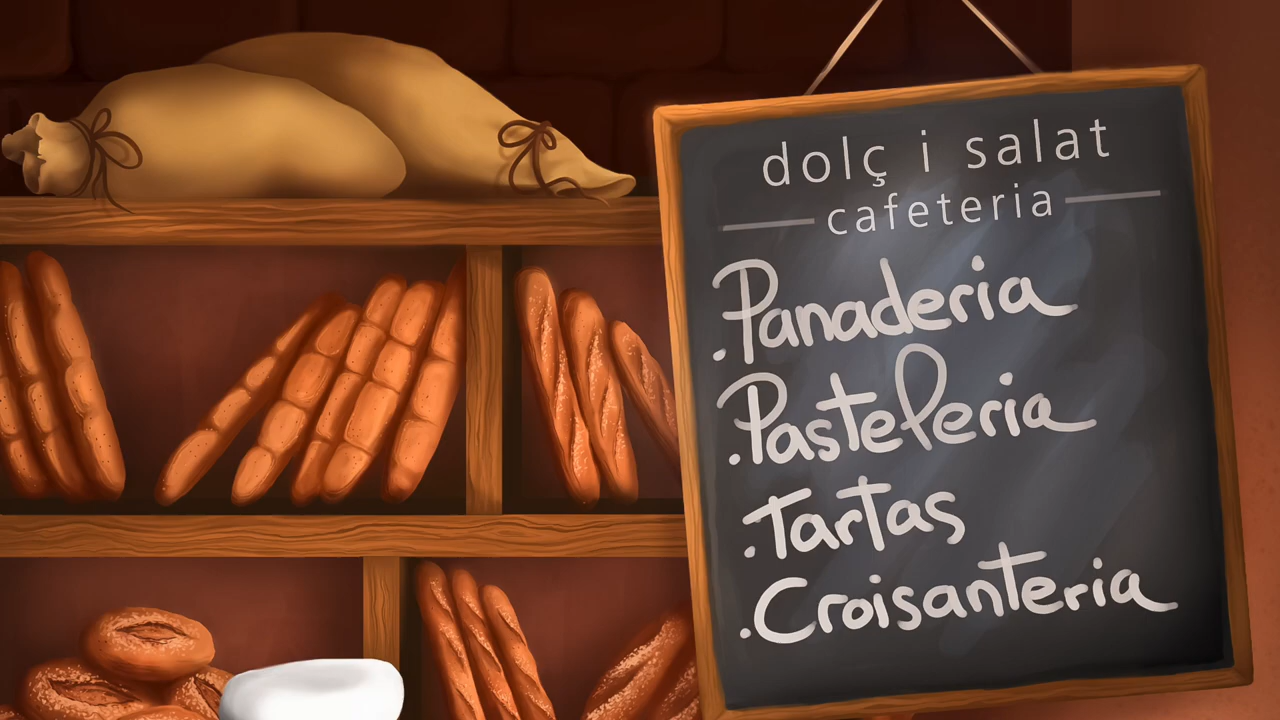 dolç i salat
cafeteria
.Panaderia
.Pasteleria
.Tartas
.Croisanteria